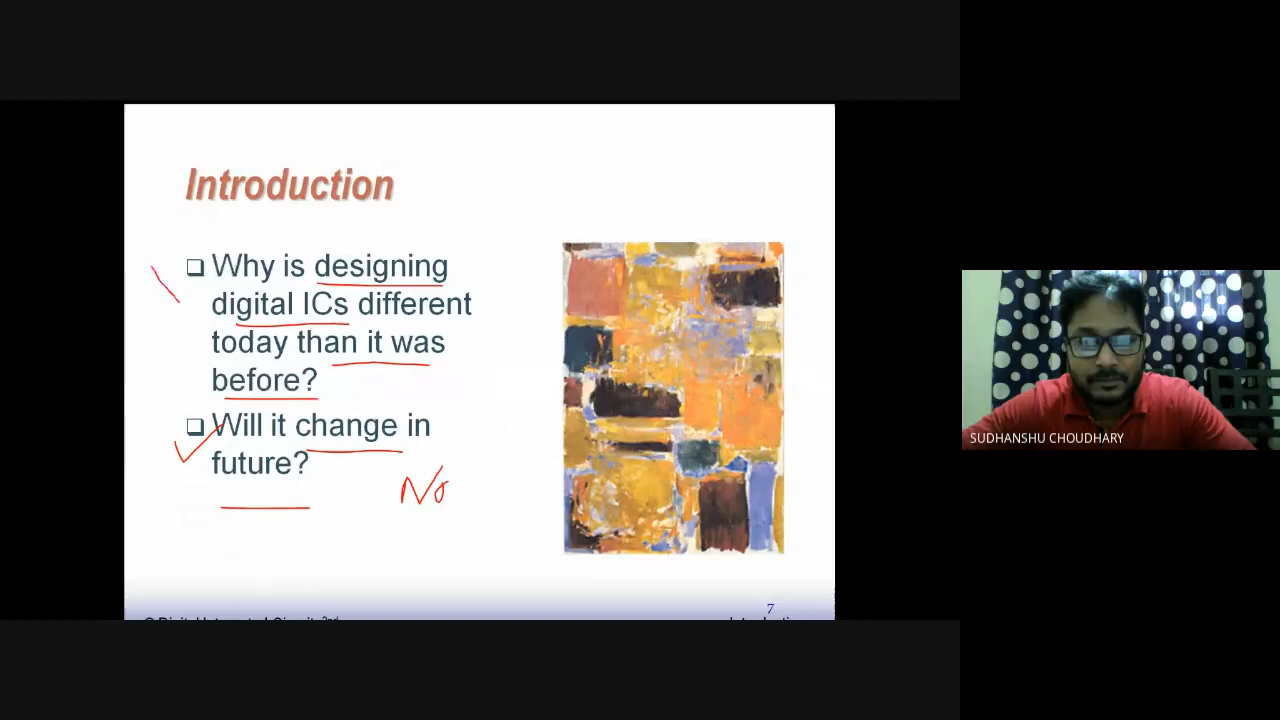 Introduction
Why is designing
digital ICs different
today than it was
before?
Will it change in
future?
No
7
SUDHANSHU CHOUDHARY